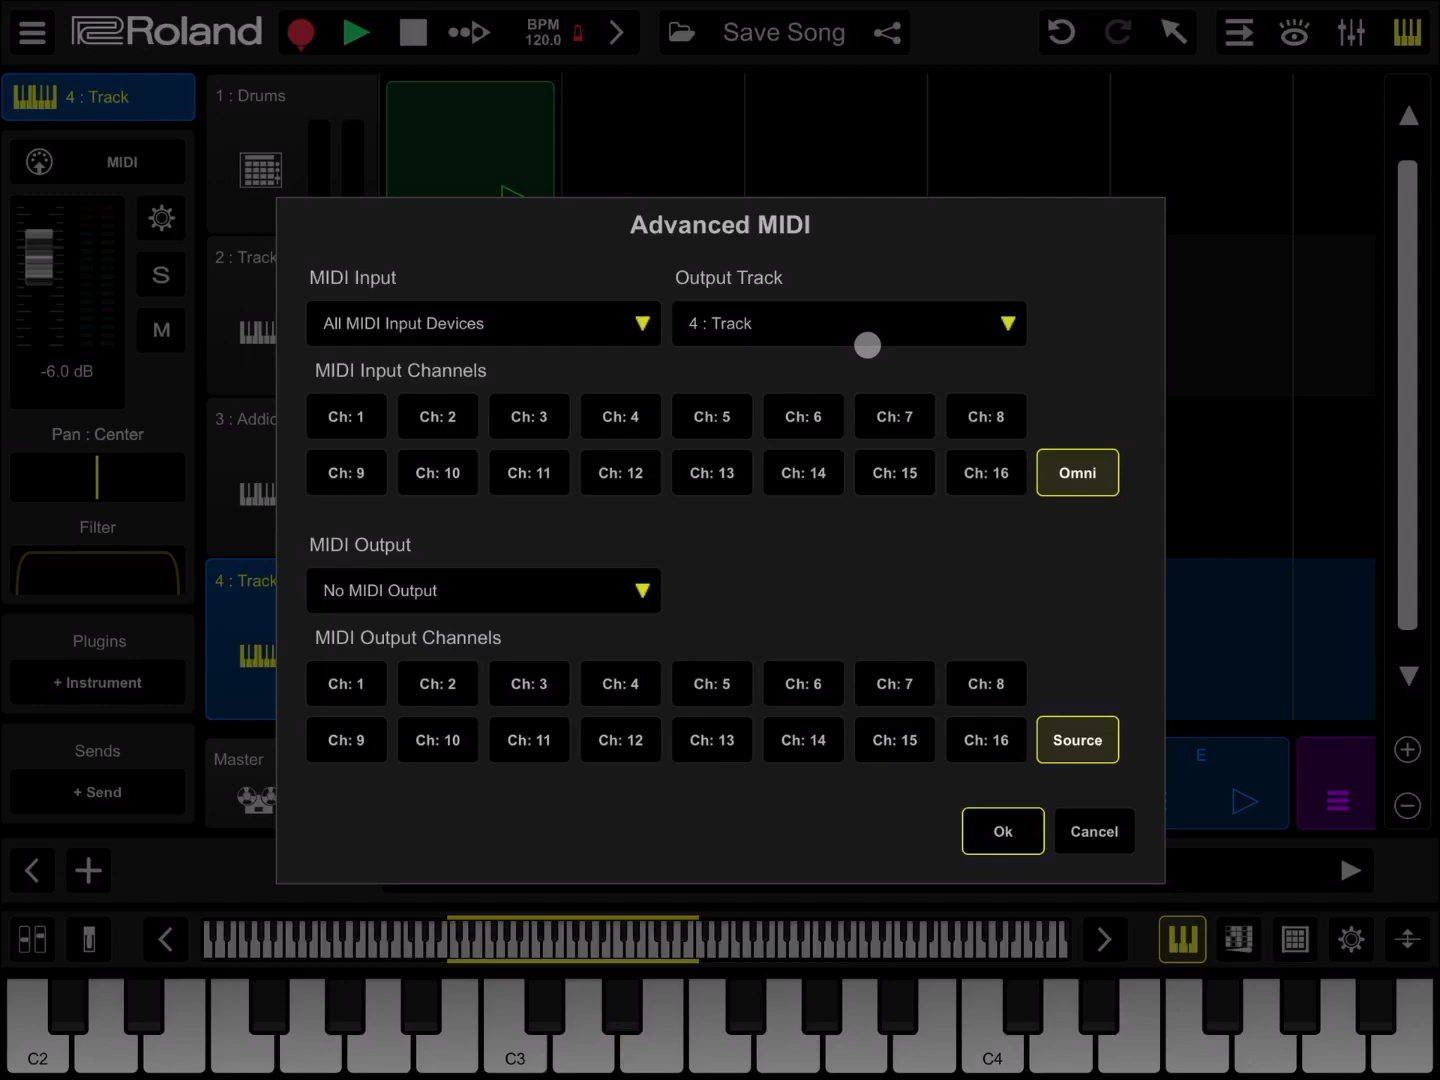 Roland
BPM
120.0
Save Song
4 : Track
1 : Drums
MIDI
Advanced MIDI
2 : Track
S
MIDI Input
Output Track
All MIDI Input Devices
4 : Track
M
-6.0 dB
MIDI Input Channels
Ch: 1
Ch: 2
Ch: 3
Ch: 4
Ch: 5
Ch: 6
Ch: 7
Ch: 8
3 : Addic
Pan : Center
Ch: 9
Ch: 10
Ch: 11
Ch: 12
Ch: 13
Ch: 14
Ch: 15
Ch: 16
Omni
Filter
MIDI Output
4 : Track
No MIDI Output
Plugins
MIDI Output Channels
+ Instrument
Ch: 1
Ch: 2
Ch: 3
Ch: 4
Ch: 5
Ch: 6
Ch: 7
Ch: 8
Sends
Master
Ch: 9
Ch: 10
Ch: 11
Ch: 12
Ch: 13
Ch: 14
Ch: 15
Ch: 16
Source
E
+ Send
Ok
Cancel
C2
C3
C4